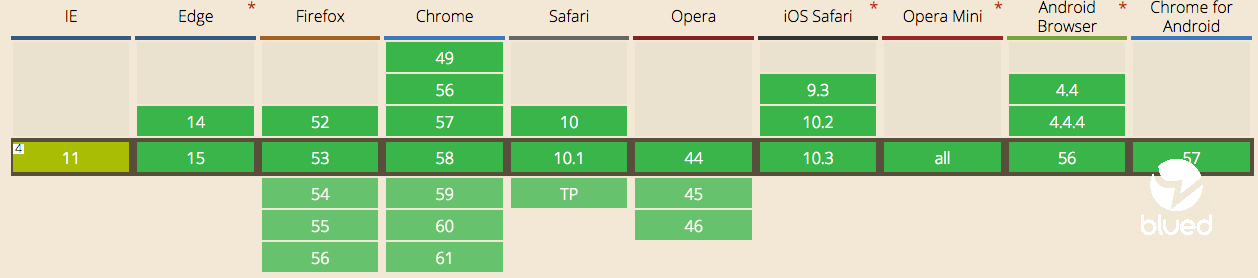 IE Edge * Firefox Chrome Safari Opera iOS Safari * Opera Mini * Android Browser * Chrome for Android
49
56 9.3 4.4
14 52 57 10 10.2 4.4.4
4 11 15 53 58 10.1 44 10.3 all 56 57
54 59 TP 45
55 60 46
56 61
blued